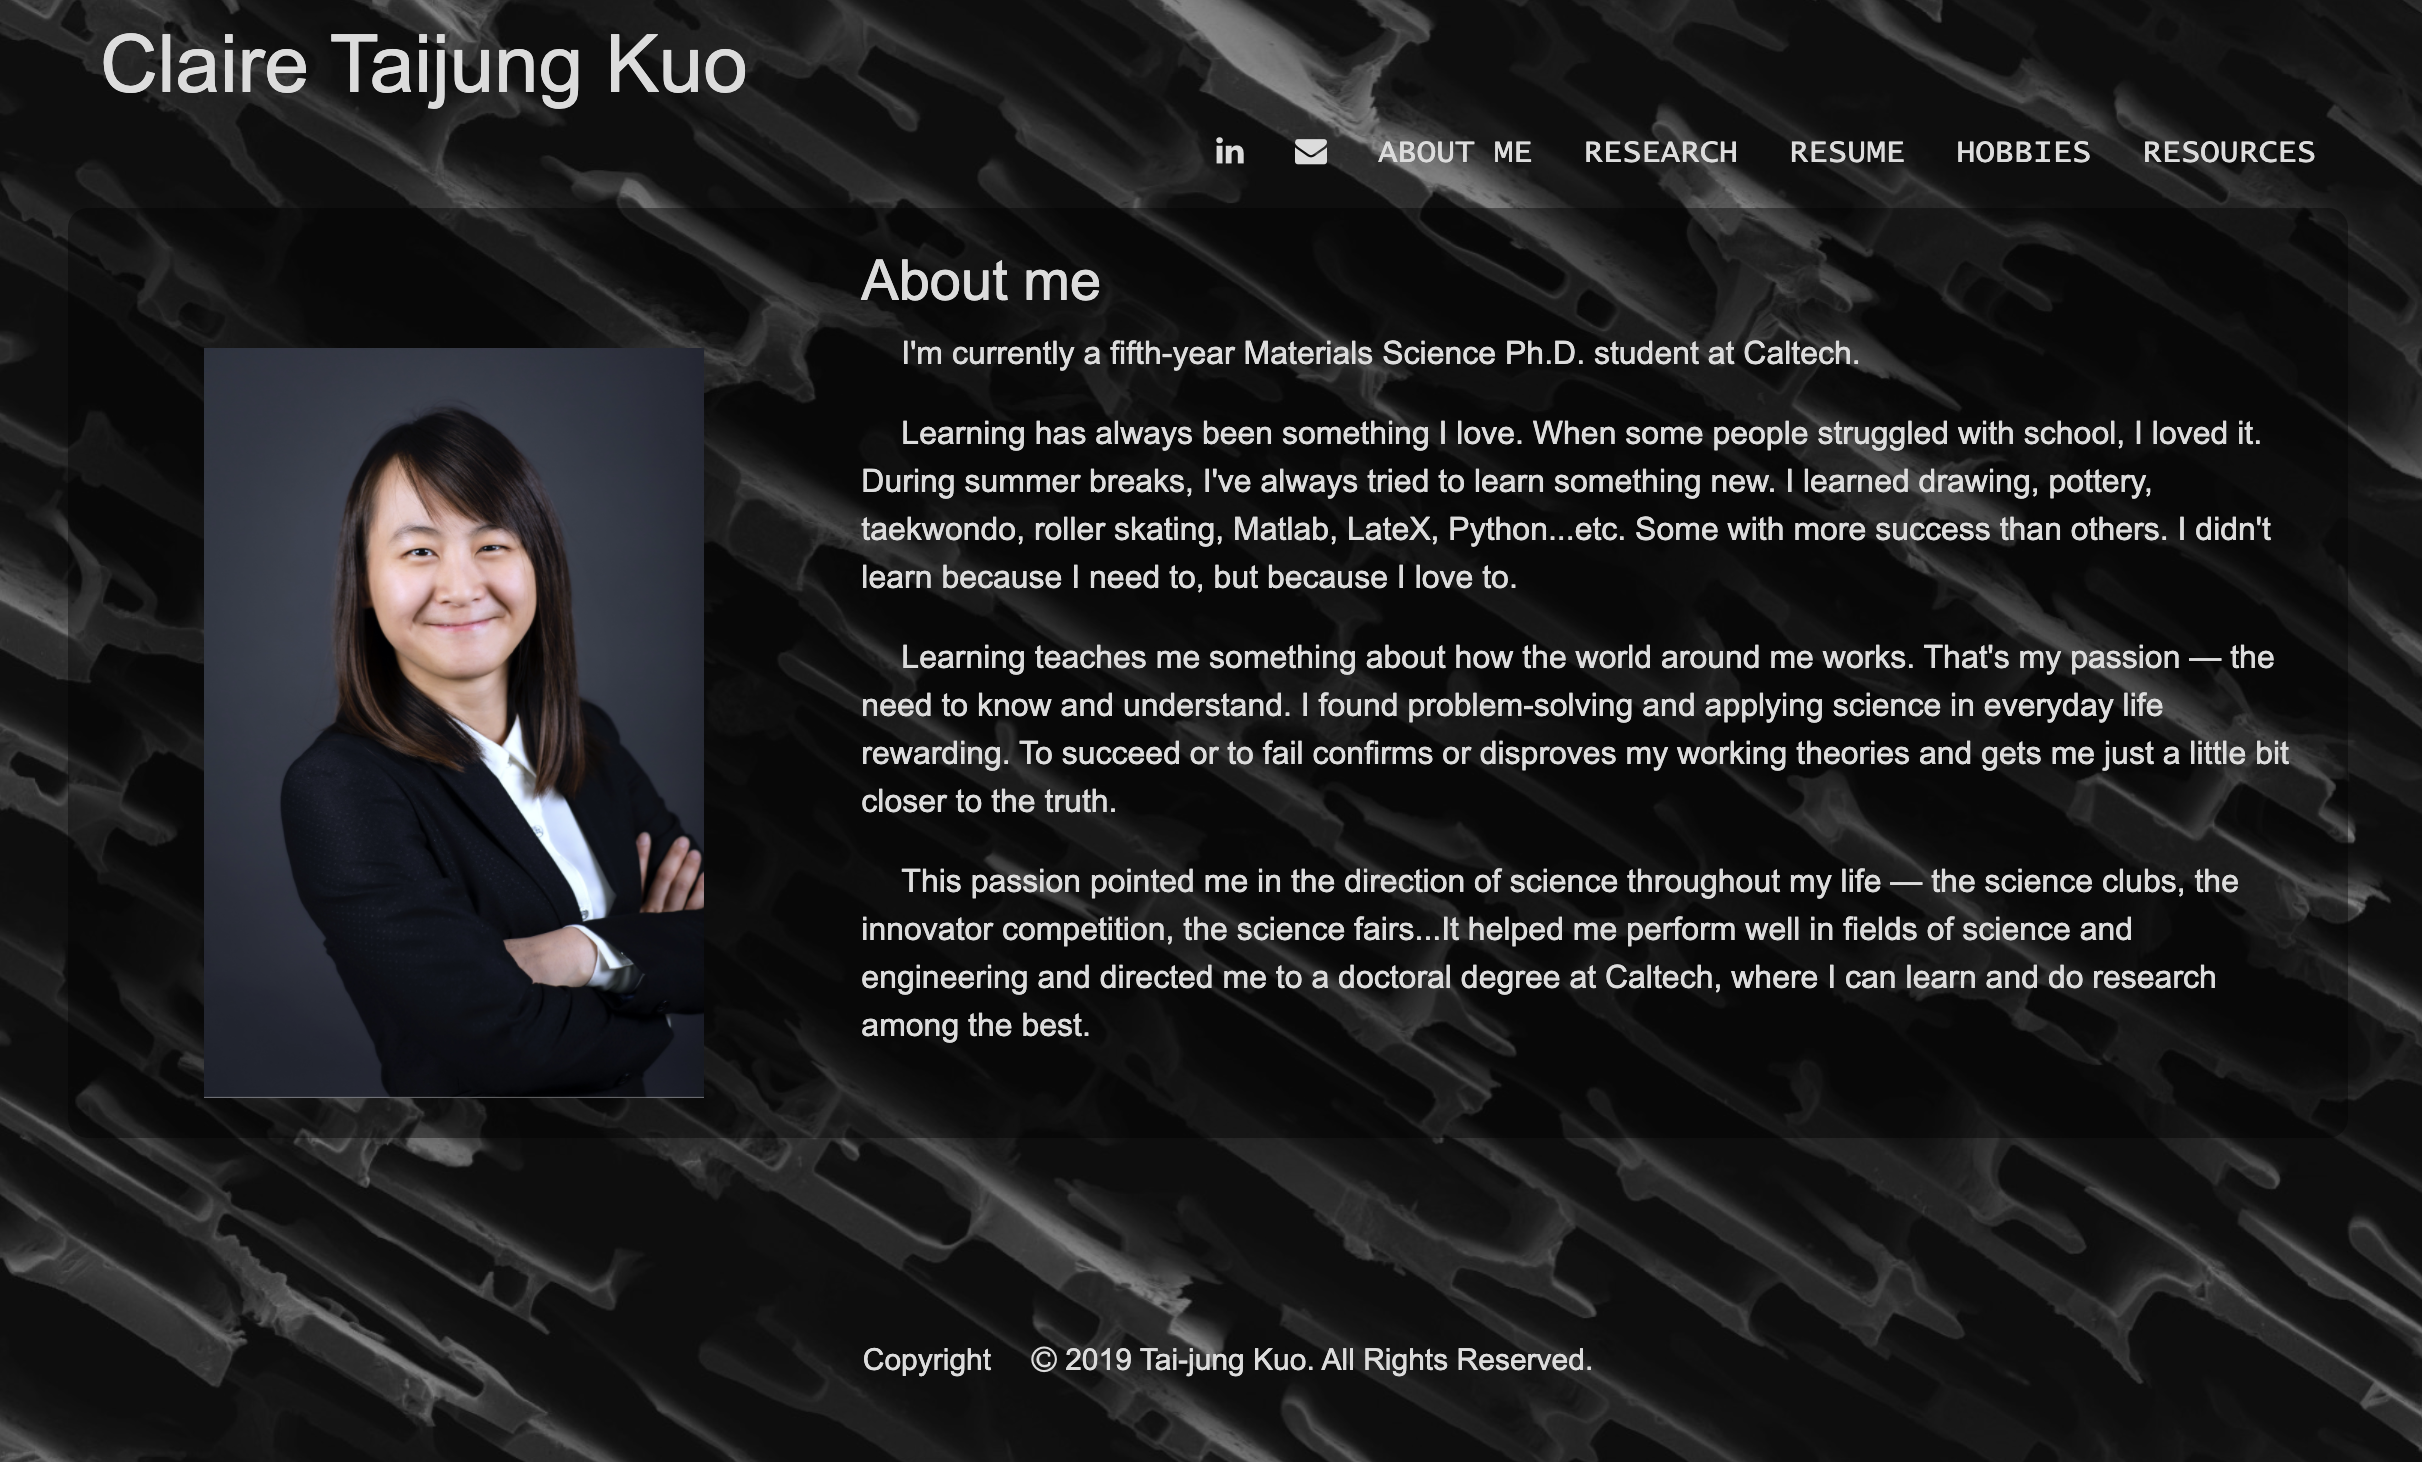 Claire Taijung Kuo
in ABOUT ME RESEARCH RESUME HOBBIES RESOURCES
About me
I'm currently a fifth-year Materials Science Ph.D. student at Caltech.
Learning has always been something I love. When some people struggled with school, I loved it.
During summer breaks, I've always tried to learn something new. I learned drawing, pottery,
taekwondo, roller skating, Matlab, LateX, Python...etc. Some with more success than others. I didn't
learn because I need to, but because I love to.
Learning teaches me something about how the world around me works. That's my passion — the
need to know and understand. I found problem-solving and applying science in everyday life
rewarding. To succeed or to fail confirms or disproves my working theories and gets me just a little bit
closer to the truth.
This passion pointed me in the direction of science throughout my life — the science clubs, the
innovator competition, the science fairs...It helped me perform well in fields of science and
engineering and directed me to a doctoral degree at Caltech, where I can learn and do research
among the best.
Copyright © 2019 Tai-jung Kuo. All Rights Reserved.